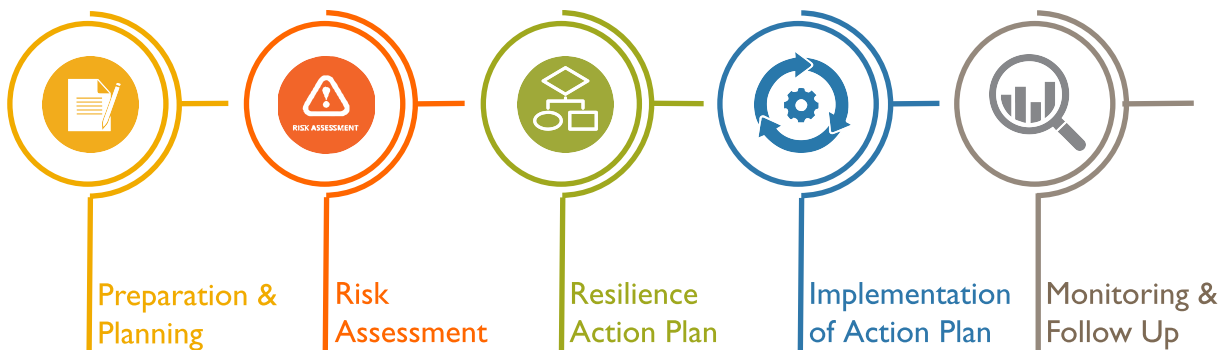 RISK ASSESSMENT
Preparation &
Planning
Risk
Assessment
Resilience
Action Plan
Implementation
of Action Plan
Monitoring &
Follow Up